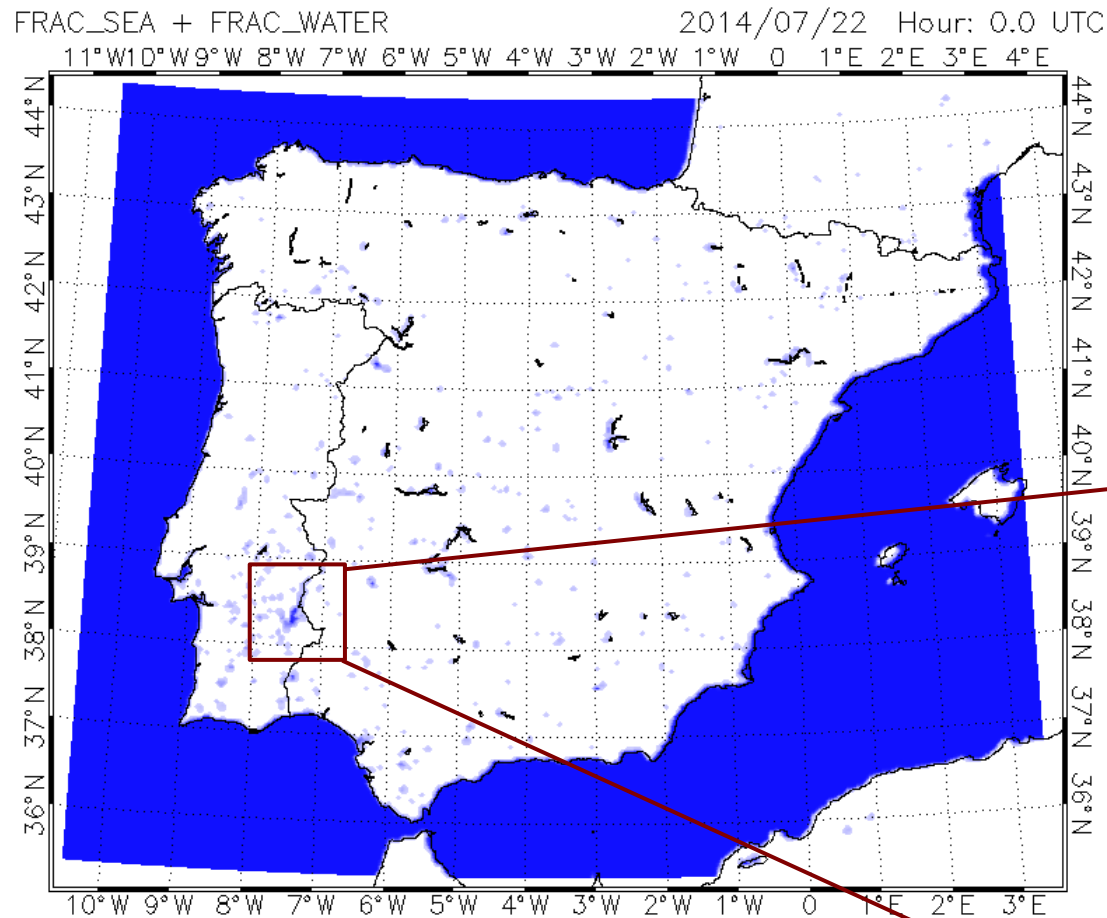 FRAC_SEA + FRAC_WATER 2014/07/22 Hour: 0.0 UTC
11°W 10°W 9°W 8°W 7°W 6°W 5°W 4°W 3°W 2°W 1°W 0 1°E 2°E 3°E 4°E
44°N 44°N
43°N 43°N
42°N 42°N
41°N 41°N
40°N 40°N
39°N 39°N
38°N 38°N
37°N 37°N
36°N 36°N
10°W 9°W 8°W 7°W 6°W 5°W 4°W 3°W 2°W 1°W 0 1°E 2°E 3°E